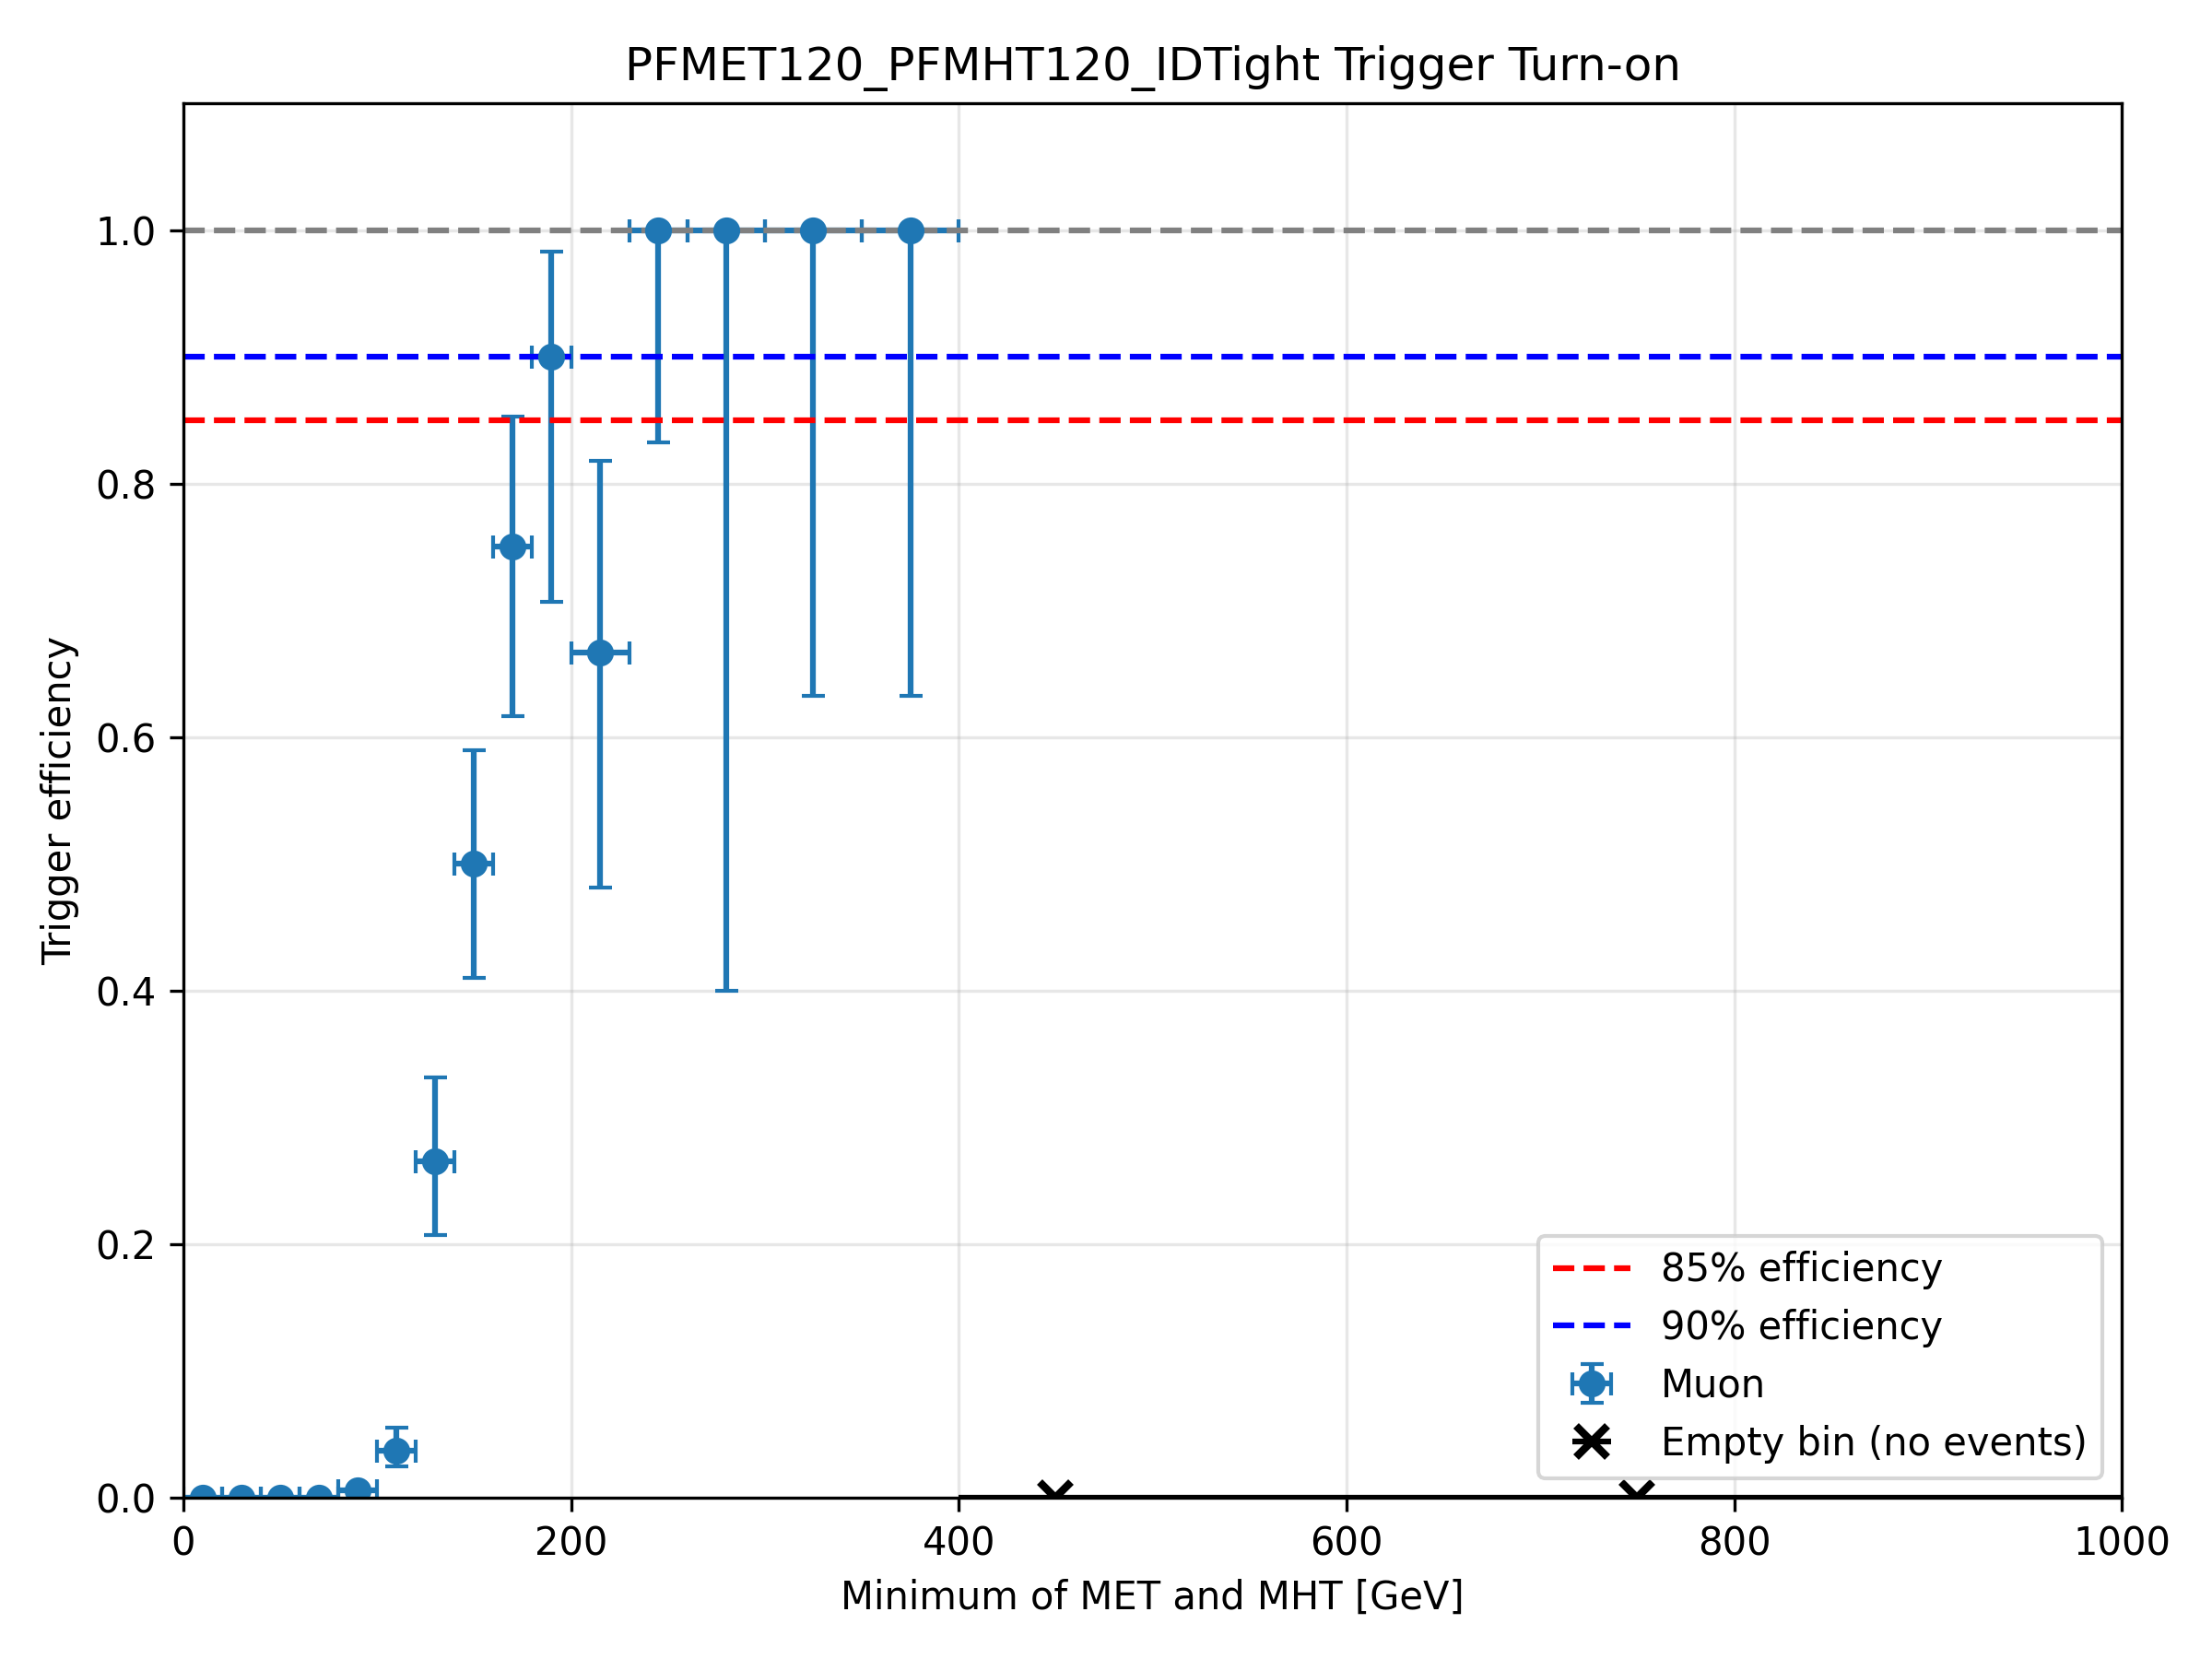 PFMET120_PFMHT120_IDTight Trigger Turn-on
Trigger efficiency
1.0
0.8
0.6
0.4
0.2
0.0
0 200 400 600 800 1000
Minimum of MET and MHT [GeV]
85% efficiency
90% efficiency
Muon
Empty bin (no events)